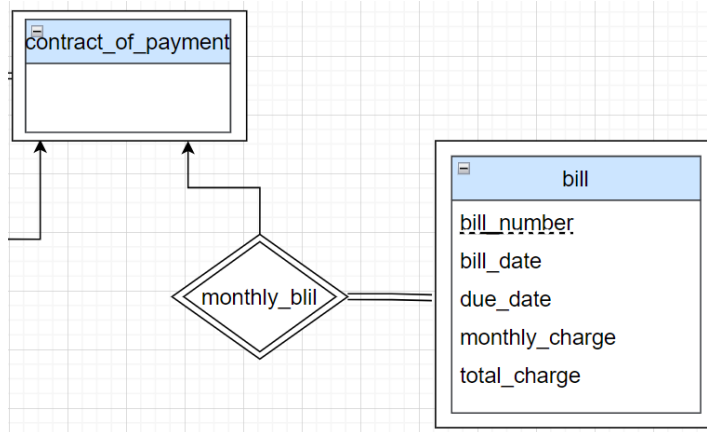 contract_of_payment
bill
bill_number
bill_date
due_date
monthly_charge
total_charge
monthly_blil